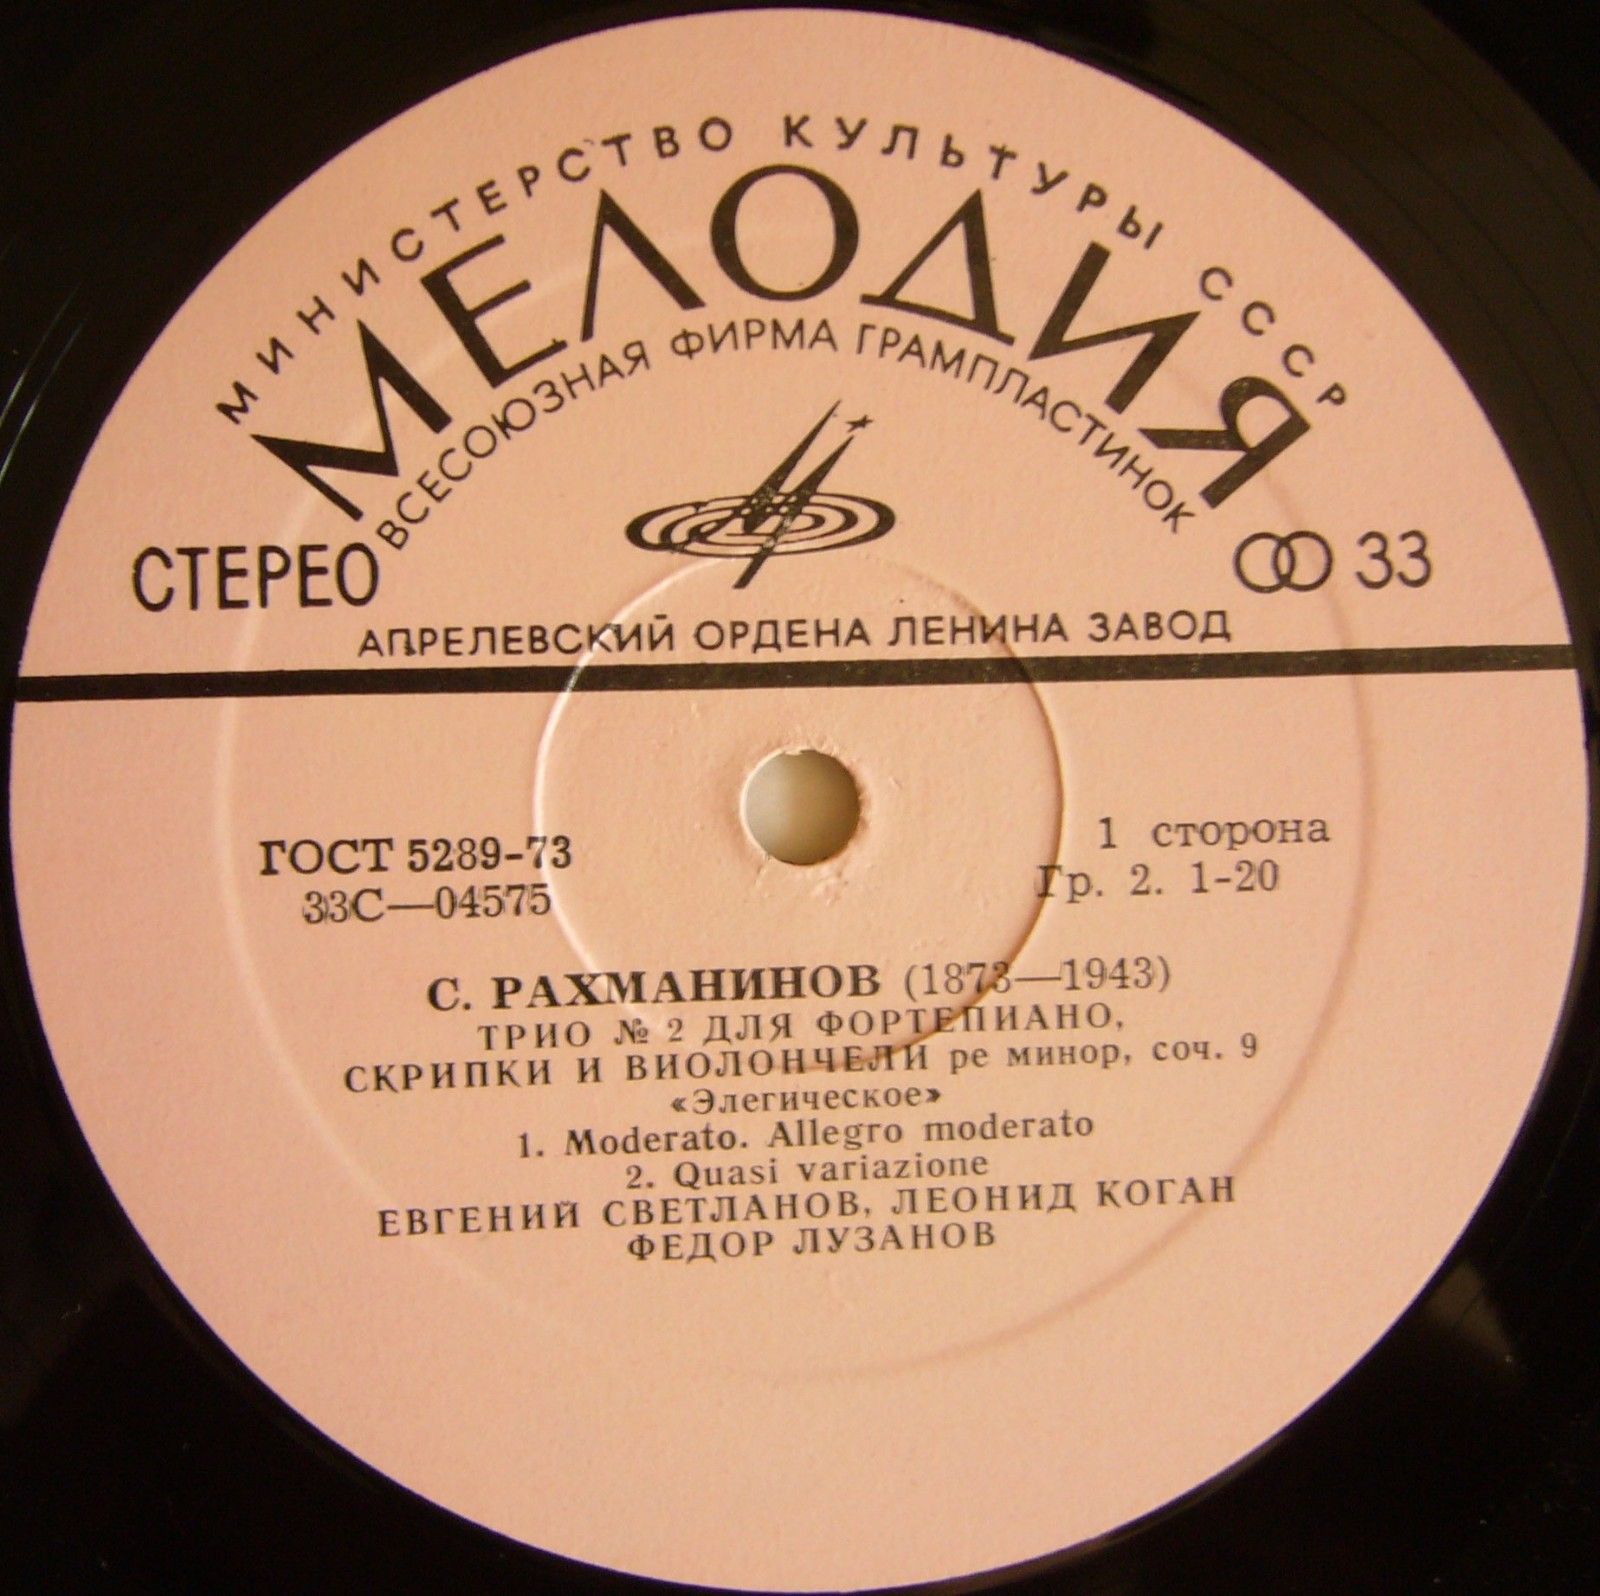 МИНИСТЕРСТВО КУЛЬТУРЫ СССР
МЕЛОДИЯ
ВСЕСОЮЗНАЯ ФИРМА ГРАМПЛАСТИНОК
СТЕРЕО
33
АПРЕЛЕВСКИЙ ОРДЕНА ЛЕНИНА ЗАВОД
ГОСТ 5289-73
33С—04575
1 сторона
Гр. 2. 1-20
С. РАХМАНИНОВ (1873—1943)
ТРИО № 2 ДЛЯ ФОРТЕПИАНО,
СКРИПКИ И ВИОЛОНЧЕЛИ ре минор, соч. 9
«Элегическое»
1. Moderato. Allegro moderato
2. Quasi variazione
ЕВГЕНИЙ СВЕТЛАНОВ, ЛЕОНИД КОГАН
ФЕДОР ЛУЗАНОВ